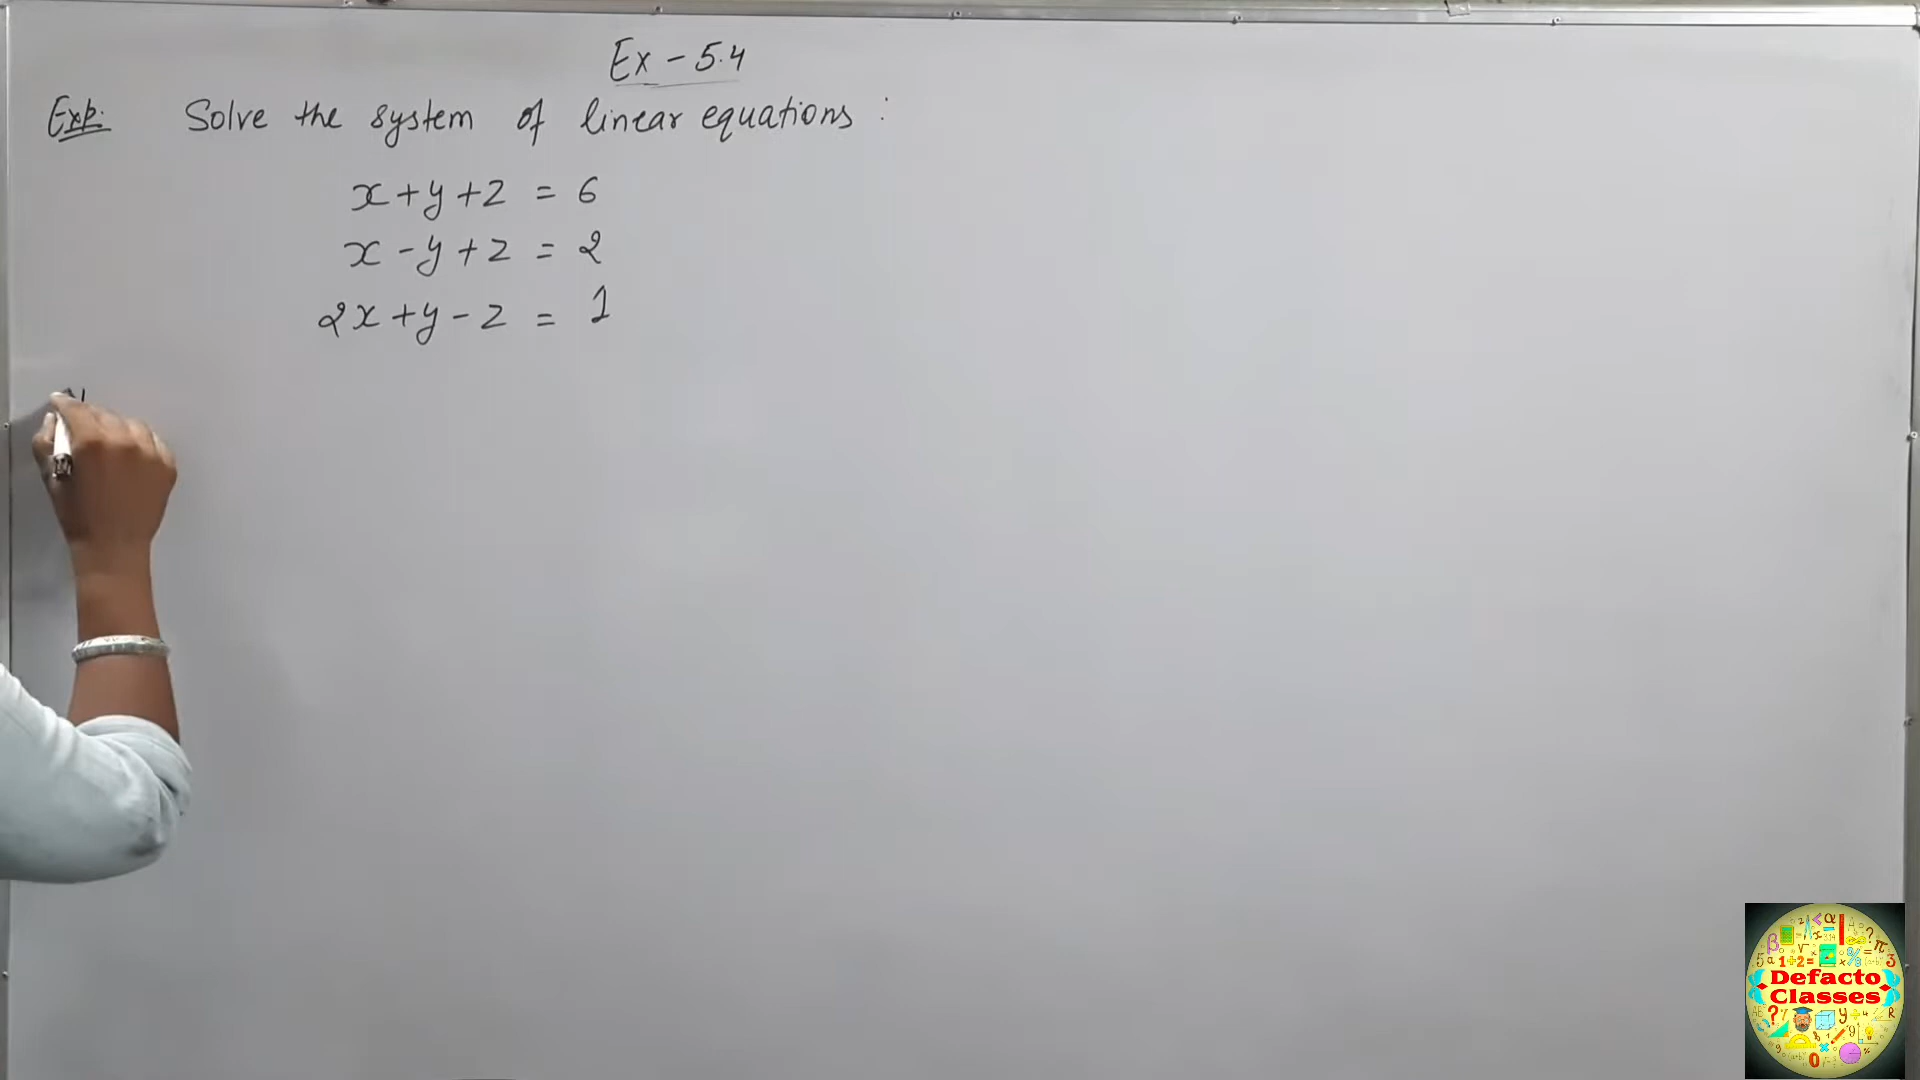 Ex - 5.4
Exp. Solve the system of linear equations :
x + y + z = 6
x - y + z = 2
2x + y - z = 1
Defacto
Classes